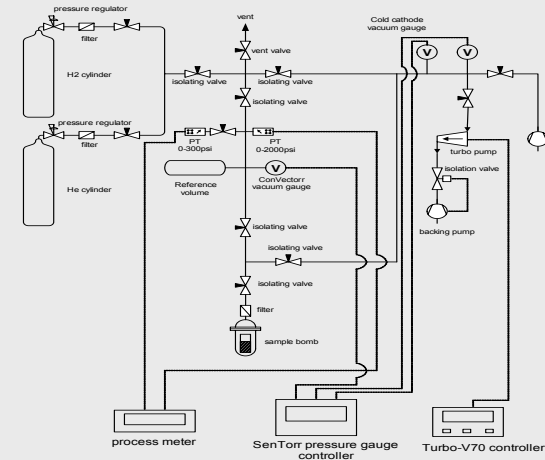 vent
pressure regulator
filter
vent valve
Cold cathode
vacuum gauge
V
V
H2 cylinder
isolating valve
isolating valve
isolating valve
pressure regulator
filter
PT
0-300psi
PT
0-2000psi
turbo pump
isolation valve
He cylinder
Reference
volume
V
ConVectorr
vacuum gauge
backing pump
isolating valve
isolating valve
isolating valve
filter
sample bomb
process meter
SenTorr pressure gauge
controller
Turbo-V70 controller